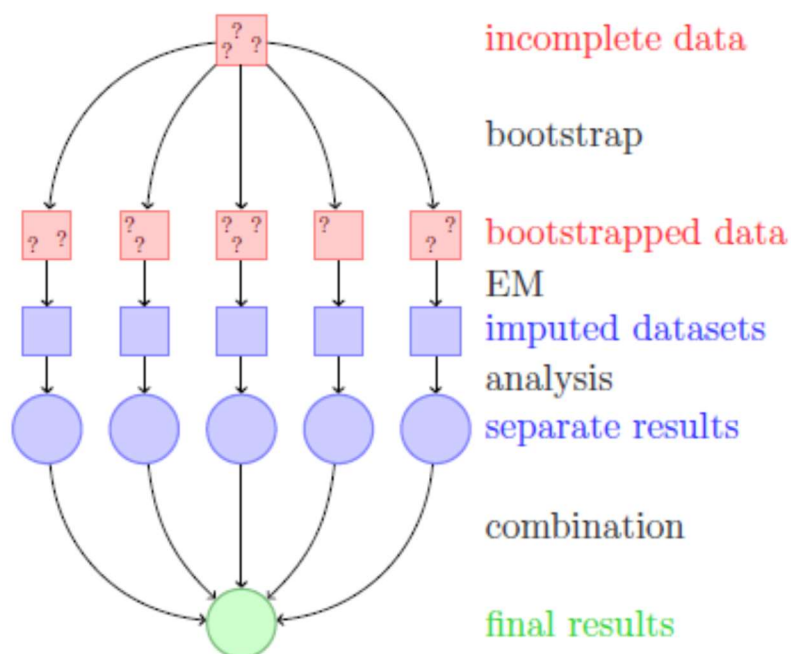 ? ? ?
incomplete data
bootstrap
? ? ? ? ? ? ? ? ? ?
bootstrapped data
EM
imputed datasets
analysis
separate results
combination
final results